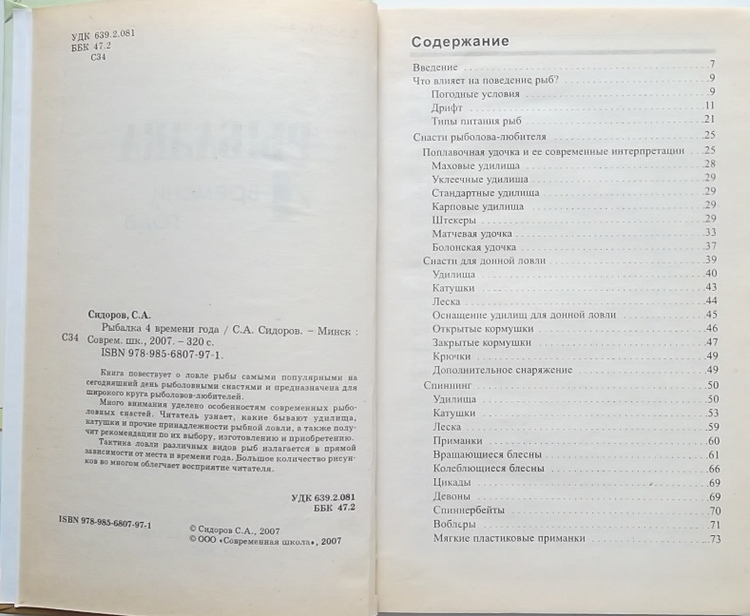 УДК 639.2.081
ББК 47.2
С34
Сидоров, С.А.
Рыбалка 4 времени года / С.А. Сидоров. – Минск :
С34 Соврем. шк., 2007. – 320 с.
ISBN 978-985-6807-97-1.
Книга повествует о ловле рыбы самыми популярными на
сегодняшний день рыболовными снастями и предназначена для
широкого круга рыболовов-любителей.
Много внимания уделено особенностям современных рыбо-
ловных снастей. Читатель узнает, какие бывают удилища,
катушки и прочие принадлежности рыбной ловли, а также полу-
чит рекомендации по их выбору, изготовлению и приобретению.
Тактика ловли различных видов рыб излагается в прямой
зависимости от места и времени года. Большое количество рисун-
ков во многом облегчает восприятие читателя.
УДК 639.2.081
ББК 47.2
ISBN 978-985-6807-97-1
© Сидоров С.А., 2007
© ООО «Современная школа», 2007
Содержание
Введение 7
Что влияет на поведение рыб? 9
Погодные условия 9
Дрифт 11
Типы питания рыб 21
Снасти рыболова-любителя 25
Поплавочная удочка и ее современные интерпретации 25
Маховые удилища 28
Уклеечные удилища 29
Стандартные удилища 29
Карповые удилища 29
Штекеры 29
Матчевая удочка 33
Болонская удочка 37
Снасти для донной ловли 39
Удилища 40
Катушки 43
Леска 44
Оснащение удилищ для донной ловли 45
Открытые кормушки 46
Закрытые кормушки 47
Крючки 49
Дополнительное снаряжение 49
Спиннинг 50
Удилища 50
Катушки 53
Леска 59
Приманки 60
Вращающиеся блесны 61
Колеблющиеся блесны 66
Цикады 69
Девоны 69
Спиннербейты 70
Воблеры 71
Мягкие пластиковые приманки 73